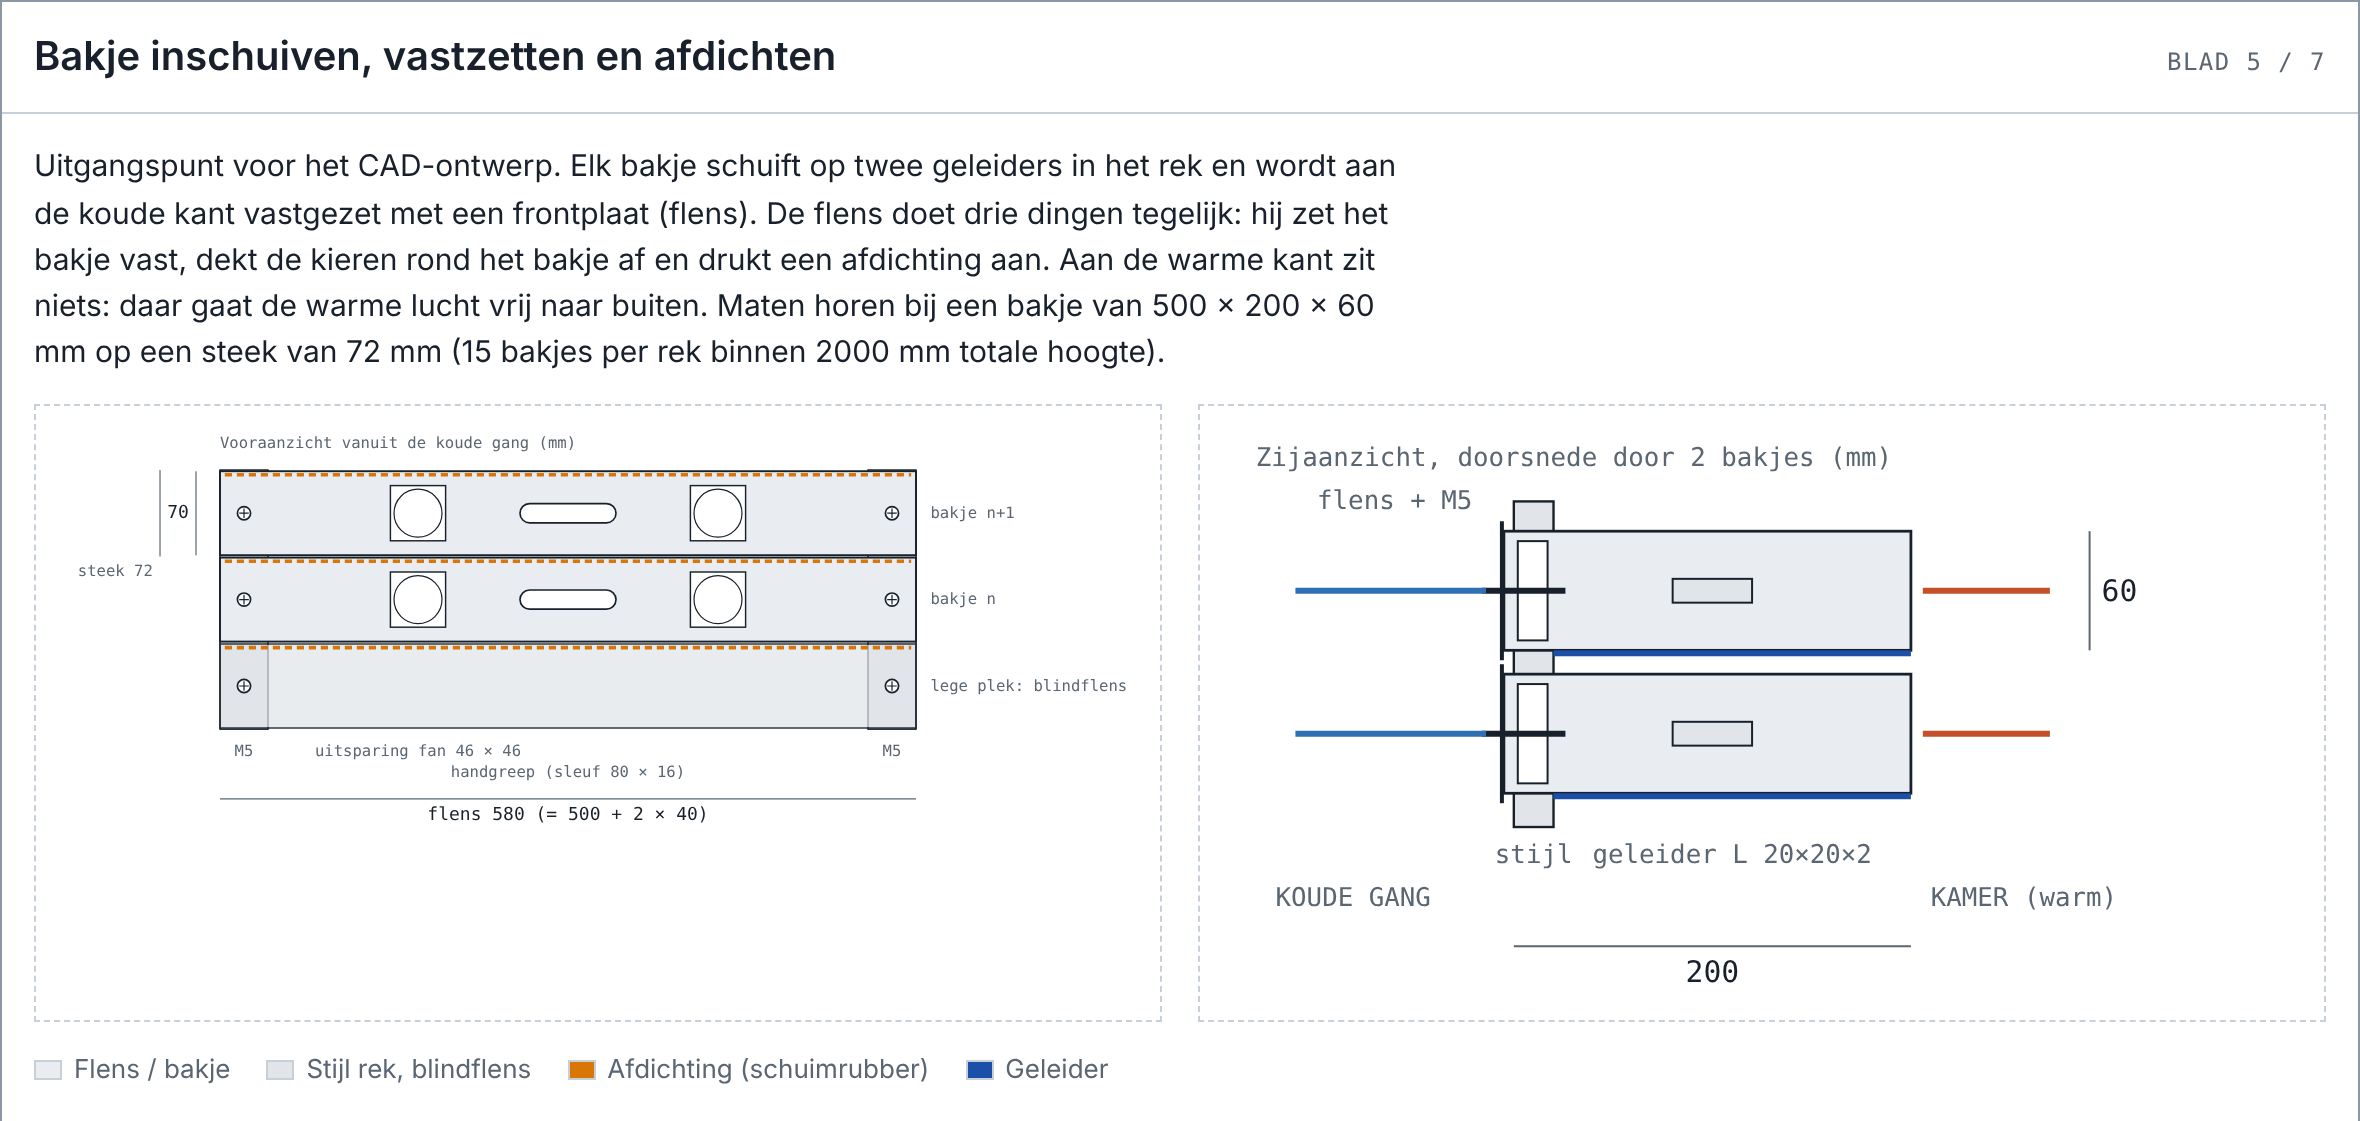 Bakje inschuiven, vastzetten en afdichten
BLAD 5 / 7
Uitgangspunt voor het CAD-ontwerp. Elk bakje schuift op twee geleiders in het rek en wordt aan
de koude kant vastgezet met een frontplaat (flens). De flens doet drie dingen tegelijk: hij zet het
bakje vast, dekt de kieren rond het bakje af en drukt een afdichting aan. Aan de warme kant zit
niets: daar gaat de warme lucht vrij naar buiten. Maten horen bij een bakje van 500 × 200 × 60
mm op een steek van 72 mm (15 bakjes per rek binnen 2000 mm totale hoogte).
Vooraanzicht vanuit de koude gang (mm)
70
bakje n+1
steek 72
bakje n
lege plek: blindflens
M5
uitsparing fan 46 × 46
M5
handgreep (sleuf 80 × 16)
flens 580 (= 500 + 2 × 40)
Zijaanzicht, doorsnede door 2 bakjes (mm)
flens + M5
60
stijl
geleider L 20×20×2
KOUDE GANG
KAMER (warm)
200
Flens / bakje
Stijl rek, blindflens
Afdichting (schuimrubber)
Geleider